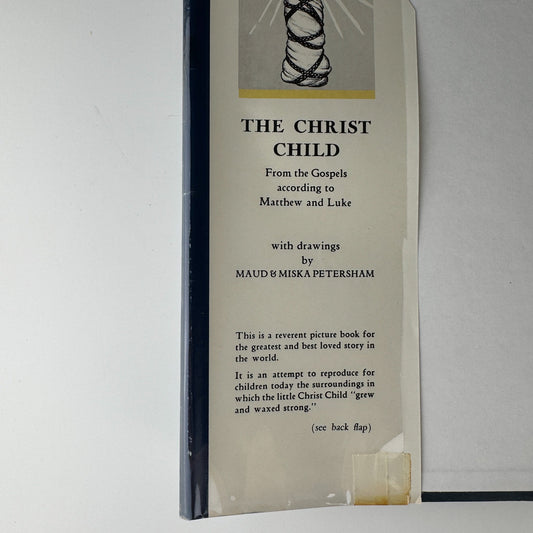 THE CHRIST
CHILD
From the Gospels
according to
Matthew and Luke
with drawings
by
MAUD & MISKA PETERSHAM
This is a reverent picture book for
the greatest and best loved story in
the world.
It is an attempt to reproduce for
children today the surroundings in
which the little Christ Child "grew
and waxed strong."
(see back flap)